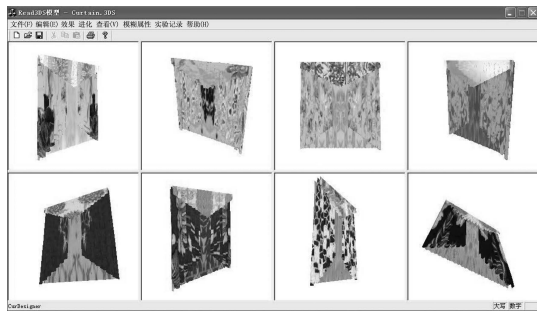 Read3DS模型 - Curtain.3DS
文件(F) 编辑(E) 效果 进化 查看(V) 模糊属性 实验记录 帮助(H)
CurDesigner
大写 数字